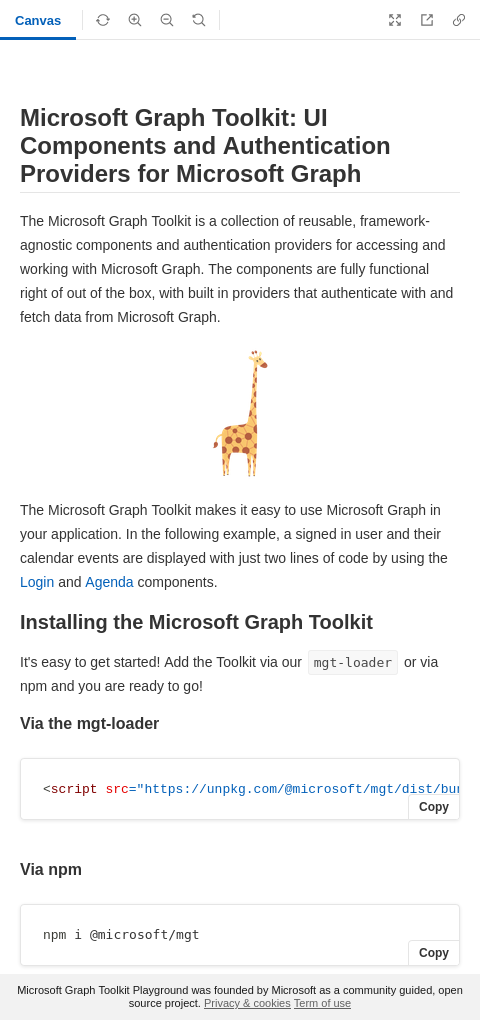 Canvas
Microsoft Graph Toolkit: UI
Components and Authentication
Providers for Microsoft Graph
The Microsoft Graph Toolkit is a collection of reusable, framework-
agnostic components and authentication providers for accessing and
working with Microsoft Graph. The components are fully functional
right of out of the box, with built in providers that authenticate with and
fetch data from Microsoft Graph.
The Microsoft Graph Toolkit makes it easy to use Microsoft Graph in
your application. In the following example, a signed in user and their
calendar events are displayed with just two lines of code by using the
Login and Agenda components.
Installing the Microsoft Graph Toolkit
It's easy to get started! Add the Toolkit via our mgt-loader or via
npm and you are ready to go!
Via the mgt-loader
<script src="https://unpkg.com/@microsoft/mgt/dist/bur
Copy
Via npm
npm i @microsoft/mgt
Copy
Microsoft Graph Toolkit Playground was founded by Microsoft as a community guided, open
source project. Privacy & cookies Term of use